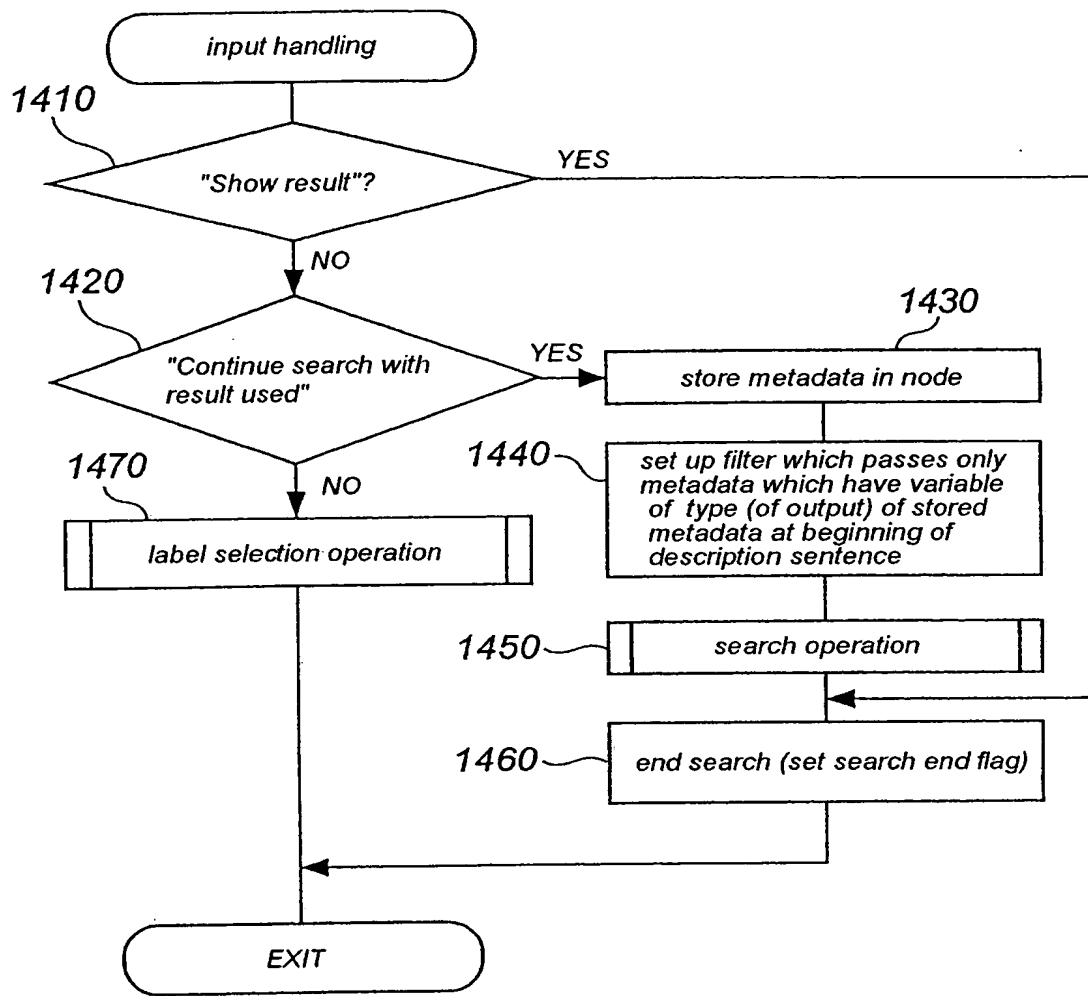 input handling
1410
"Show result"?
YES
NO
1420
"Continue search with
result used"
YES
NO
1430
store metadata in node
1440
set up filter which passes only
metadata which have variable
of type (of output) of stored
metadata at beginning of
description sentence
1470
label selection operation
1450
search operation
1460
end search (set search end flag)
EXIT